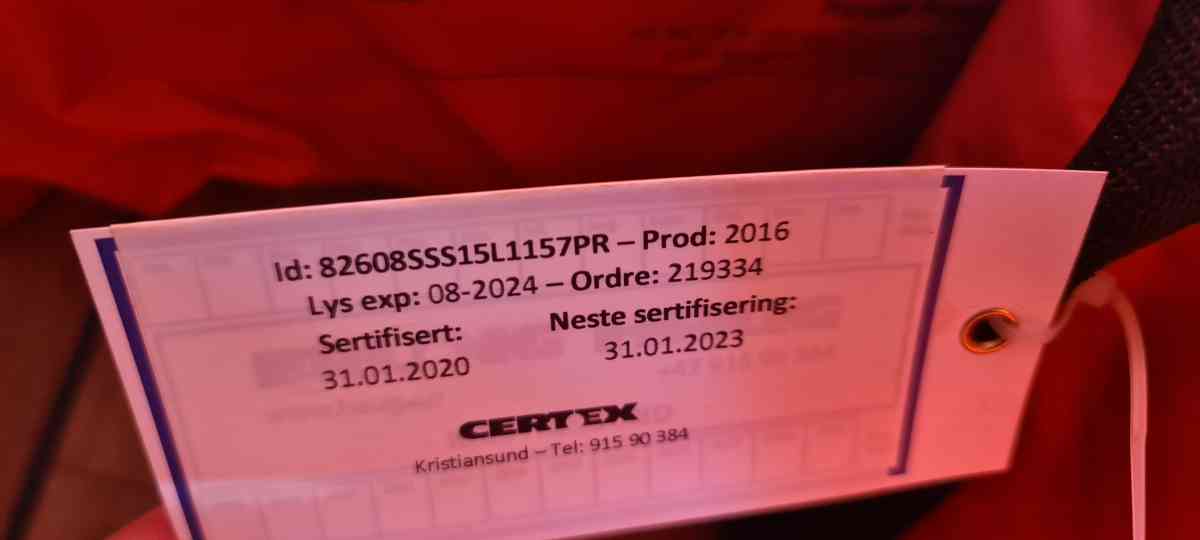 Id: 82608SSS15L1157PR – Prod: 2016
Lys exp: 08-2024 – Ordre: 219334
Sertifisert: Neste sertifisering:
31.01.2020 31.01.2023
CERTEX
Kristiansund – Tel: 915 90 384